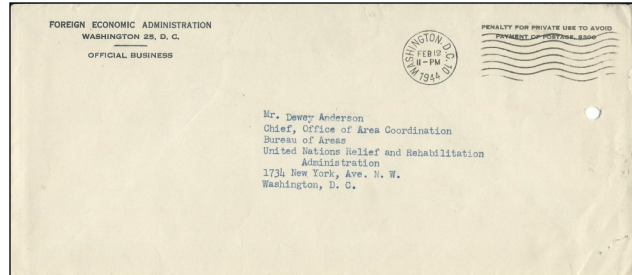 FOREIGN ECONOMIC ADMINISTRATION
WASHINGTON 25, D. C.
OFFICIAL BUSINESS
WASHINGTON, D.C. 10
FEB 12
11-PM
1944
PENALTY FOR PRIVATE USE TO AVOID
PAYMENT OF POSTAGE, $300
Mr. Dewey Anderson
Chief, Office of Area Coordination
Bureau of Areas
United Nations Relief and Rehabilitation
Administration
1734 New York, Ave. N. W.
Washington, D. C.